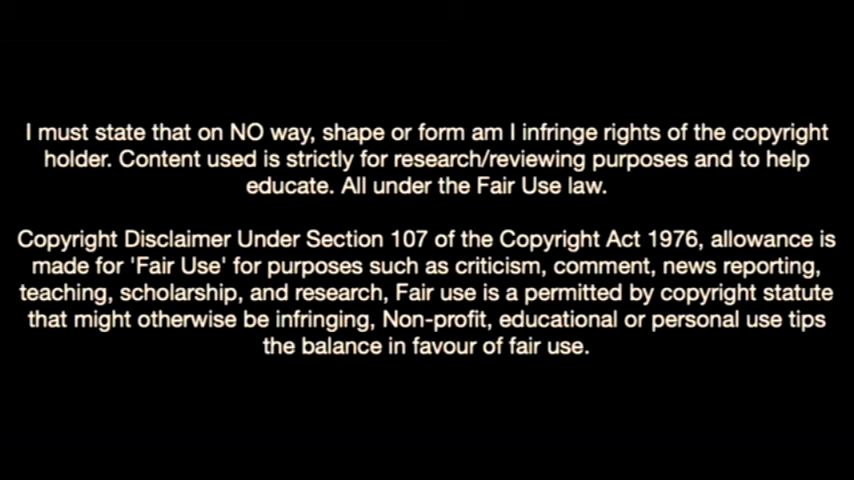 I must state that on NO way, shape or form am I infringe rights of the copyright
holder. Content used is strictly for research/reviewing purposes and to help
educate. All under the Fair Use law.
Copyright Disclaimer Under Section 107 of the Copyright Act 1976, allowance is
made for 'Fair Use' for purposes such as criticism, comment, news reporting,
teaching, scholarship, and research, Fair use is a permitted by copyright statute
that might otherwise be infringing, Non-profit, educational or personal use tips
the balance in favour of fair use.